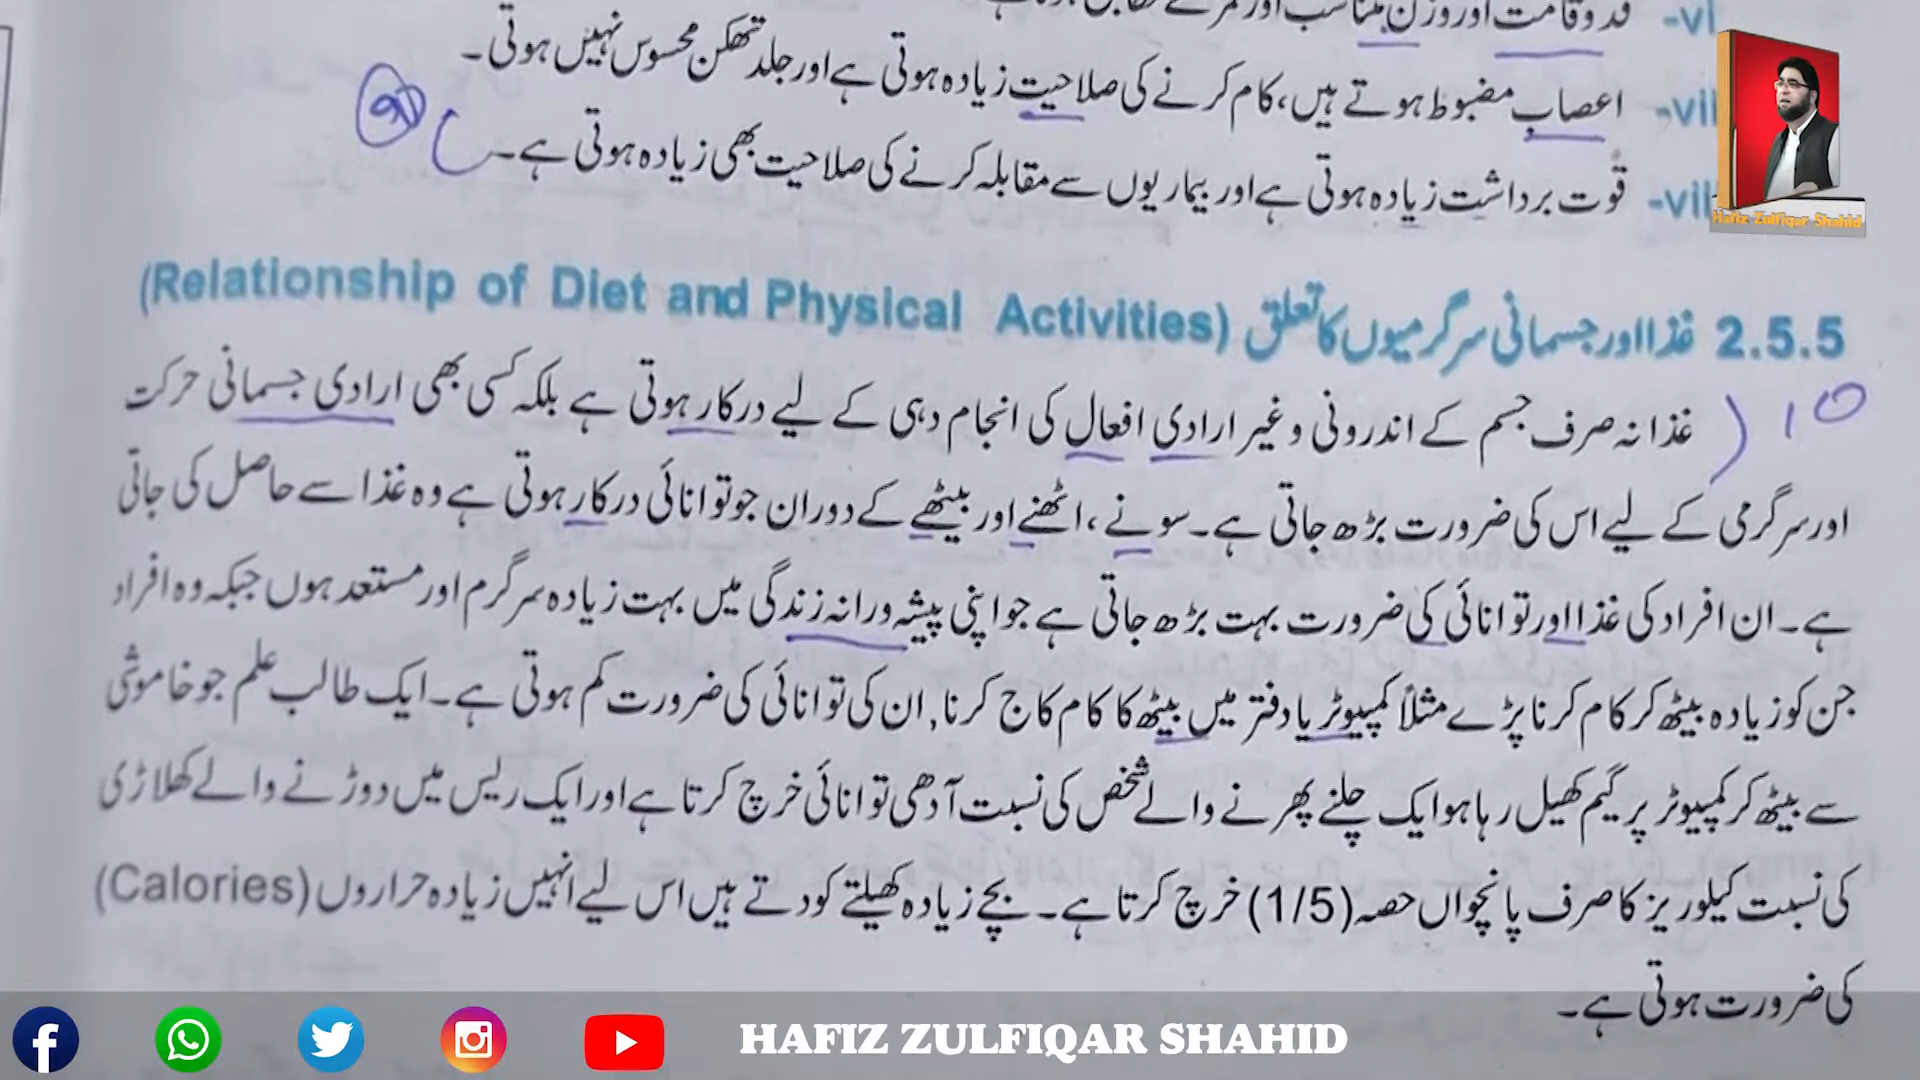 vi- قد و قامت اور وزن متناسب اور عمر کے مطابق ہوتا ہے
vii- اعصاب مضبوط ہوتے ہیں، کام کرنے کی صلاحیت زیادہ ہوتی ہے اور جلد تھکن محسوس نہیں ہوتی۔
viii- قوت برداشت زیادہ ہوتی ہے اور بیماریوں سے مقابلہ کرنے کی صلاحیت بھی زیادہ ہوتی ہے۔
Hafiz Zulfiqar Shahid
2.5.5 غذا اور جسمانی سرگرمیوں کا تعلق (Relationship of Diet and Physical Activities)
10
غذا نہ صرف جسم کے اندرونی و غیر ارادی افعال کی انجام دہی کے لیے درکار ہوتی ہے بلکہ کسی بھی ارادی جسمانی حرکت
اور سرگرمی کے لیے اس کی ضرورت بڑھ جاتی ہے۔ سونے، اٹھنے اور بیٹھے کے دوران جو توانائی درکار ہوتی ہے وہ غذا سے حاصل کی جاتی
ہے۔ ان افراد کی غذا اور توانائی کی ضرورت بہت بڑھ جاتی ہے جو اپنی پیشہ ورانہ زندگی میں بہت زیادہ سرگرم اور مستعد ہوں جبکہ وہ افراد
جن کو زیادہ بیٹھ کر کام کرنا پڑے مثلاً کمپیوٹر یا دفتر میں بیٹھ کا کام کاج کرنا, ان کی توانائی کی ضرورت کم ہوتی ہے۔ ایک طالب علم جو خاموشی
سے بیٹھ کر کمپیوٹر پر گیم کھیل رہا ہو ایک چلنے پھرنے والے شخص کی نسبت آدھی توانائی خرچ کرتا ہے اور ایک ریس میں دوڑنے والے کھلاڑی
کی نسبت کیلوریز کا صرف پانچواں حصہ (1/5) خرچ کرتا ہے۔ بچے زیادہ کھیلتے کودتے ہیں اس لیے انہیں زیادہ حراروں (Calories)
کی ضرورت ہوتی ہے۔
HAFIZ ZULFIQAR SHAHID